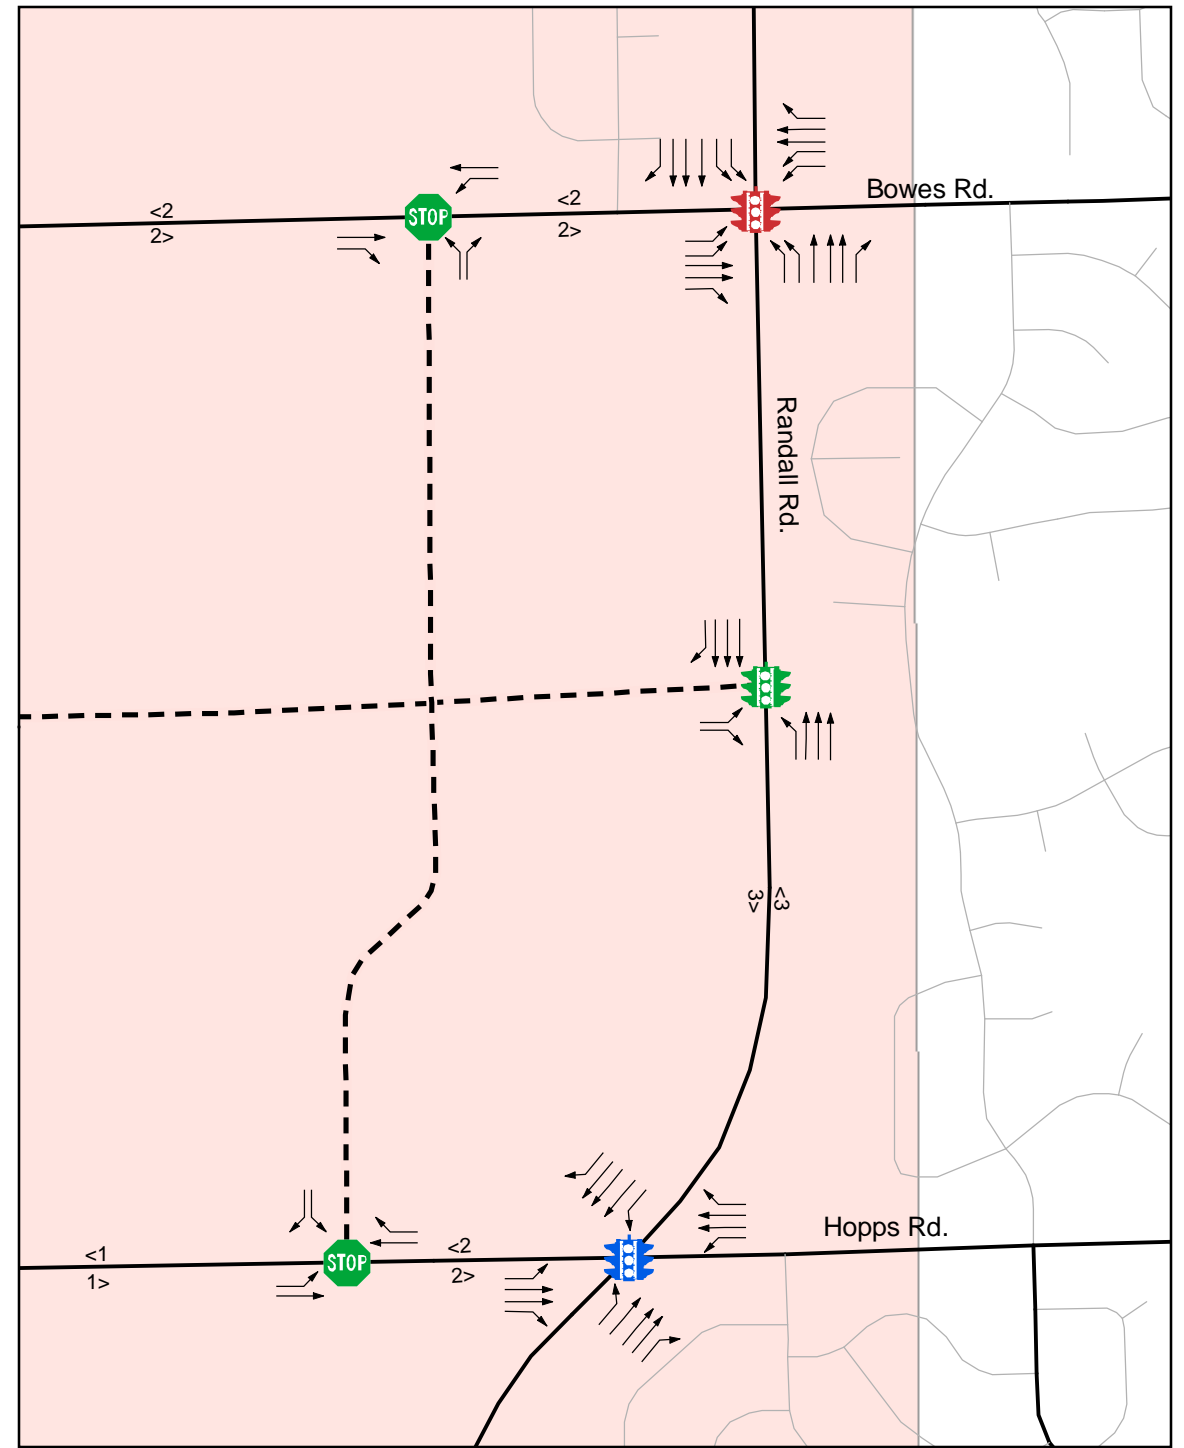 Bowes Rd.
<2
<2
STOP
2>
2>
Randall Rd.
<3
3>
Hopps Rd.
<1
<2
STOP
1>
2>